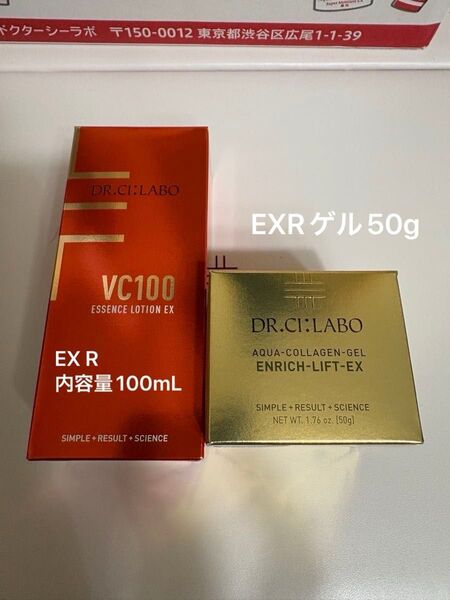 ドクターシーラボ 〒150-0012 東京都渋谷区広尾1-1-39
DR.CI:LABO
VC100
ESSENCE LOTION EX
EX R
内容量100mL
SIMPLE+RESULT+SCIENCE
EXRゲル50g
DR.CI:LABO
AQUA-COLLAGEN-GEL
ENRICH-LIFT-EX
SIMPLE+RESULT+SCIENCE
NET WT. 1.76 oz. [50g]